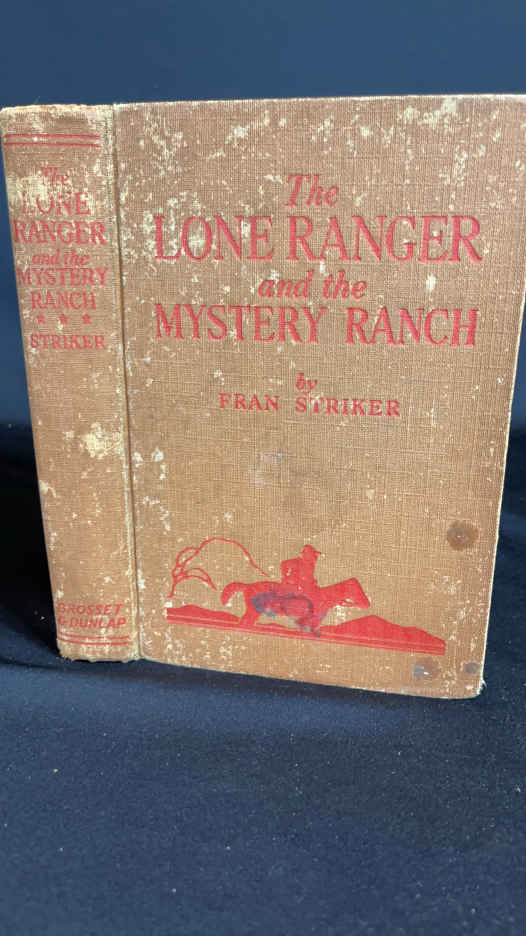 The
LONE
RANGER
and the
MYSTERY
RANCH
* * *
STRIKER
GROSSET
& DUNLAP
The
LONE RANGER
and the
MYSTERY RANCH
by
FRAN STRIKER